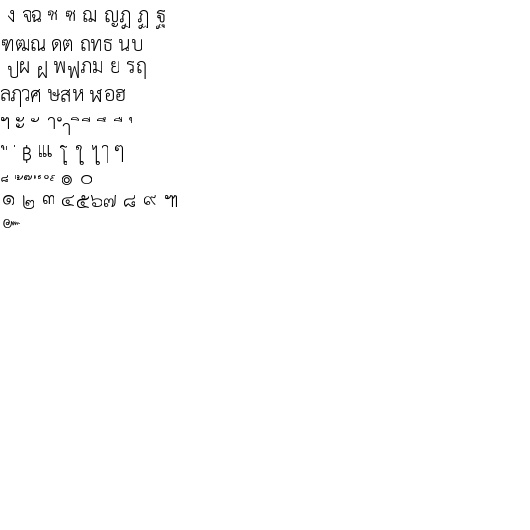 ง จฉ ช ซ ฌ ญฎ ฏ ฐ
ฑฒณ ดต ถทธ นบ
ปผ ฝ พฟภม ย รฤ
ลฦวศ ษสห ฬอฮ
ฯ ะ ั าำ ิ ี ึ ื ุ
ู ฺ ฿ แเ โ ใ ไๅ ๆ
็ ่้๊๋์ํ๎ ๏ ๐
๑ ๒ ๓ ๔๕๖๗ ๘ ๙ ๚
๛